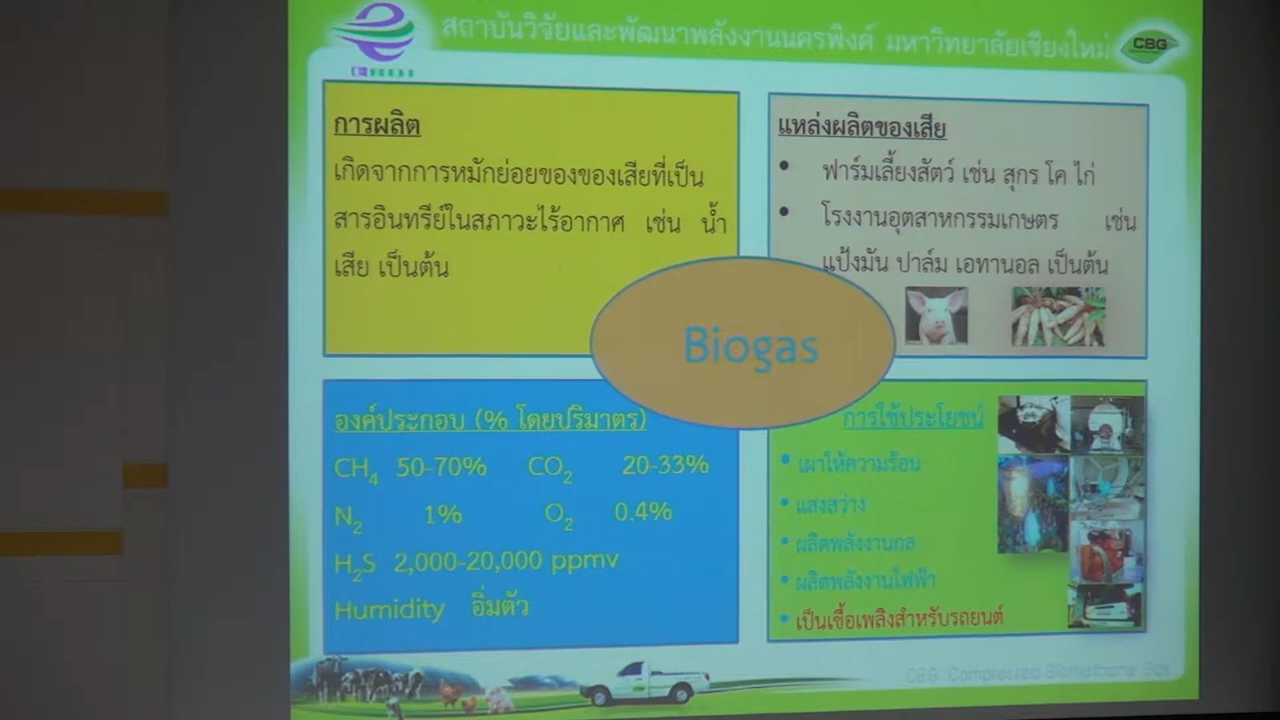 สถาบันวิจัยและพัฒนาพลังงานนครพิงค์ มหาวิทยาลัยเชียงใหม่
CBG
ERDI
การผลิต
เกิดจากการหมักย่อยของของเสียที่เป็น
สารอินทรีย์ในสภาวะไร้อากาศ เช่น น้ำ
เสีย เป็นต้น
แหล่งผลิตของเสีย
• ฟาร์มเลี้ยงสัตว์ เช่น สุกร โค ไก่
• โรงงานอุตสาหกรรมเกษตร เช่น
แป้งมัน ปาล์ม เอทานอล เป็นต้น
Biogas
องค์ประกอบ (% โดยปริมาตร)
CH₄ 50-70% CO₂ 20-33%
N₂ 1% O₂ 0.4%
H₂S 2,000-20,000 ppmv
Humidity อิ่มตัว
การใช้ประโยชน์
• เผาให้ความร้อน
• แสงสว่าง
• ผลิตพลังงานกล
• ผลิตพลังงานไฟฟ้า
• เป็นเชื้อเพลิงสำหรับรถยนต์
CBG: Compressed Biomethane Gas